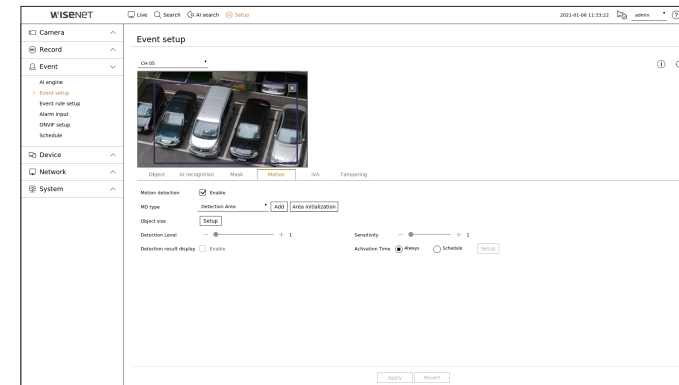 WISENET
Live Search AI search Setup
2021-01-06 11:33:22 admin
Camera
Record
Event
AI engine
Event setup
Event rule setup
Alarm input
ONVIF setup
Schedule
Device
Network
System
Event setup
CH 05
Object AI recognition Mask Motion IVA Tampering
Motion detection Enable
MD type Detection Area Add Area initialization
Object size Setup
Detection Level − + 1 Sensitivity − + 1
Detection result display Enable Activation Time Always Schedule Setup
Apply Revert